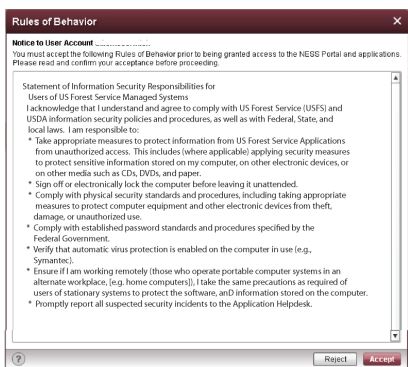 Rules of Behavior
Notice to User Account
You must accept the following Rules of Behavior prior to being granted access to the NESS Portal and applications.
Please read and confirm your acceptance before proceeding.
Statement of Information Security Responsibilities for
Users of US Forest Service Managed Systems
I acknowledge that I understand and agree to comply with US Forest Service (USFS) and
USDA information security policies and procedures, as well as with Federal, State, and
local laws. I am responsible to:
* Take appropriate measures to protect information from US Forest Service Applications
from unauthorized access. This includes (where applicable) applying security measures
to protect sensitive information stored on my computer, on other electronic devices, or
on other media such as CDs, DVDs, and paper.
* Sign off or electronically lock the computer before leaving it unattended.
* Comply with physical security standards and procedures, including taking appropriate
measures to protect computer equipment and other electronic devices from theft,
damage, or unauthorized use.
* Comply with established password standards and procedures specified by the
Federal Government.
* Verify that automatic virus protection is enabled on the computer in use (e.g.,
Symantec).
* Ensure if I am working remotely (those who operate portable computer systems in an
alternate workplace, [e.g. home computers]), I take the same precautions as required of
users of stationary systems to protect the software, anD information stored on the computer.
* Promptly report all suspected security incidents to the Application Helpdesk.
? Reject Accept